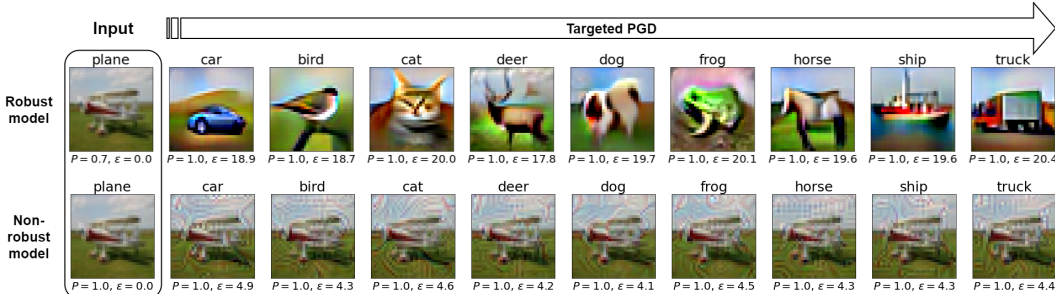 Input
Targeted PGD
plane car bird cat deer dog frog horse ship truck
Robust
model
P = 0.7, ε = 0.0 P = 1.0, ε = 18.9 P = 1.0, ε = 18.7 P = 1.0, ε = 20.0 P = 1.0, ε = 17.8 P = 1.0, ε = 19.7 P = 1.0, ε = 20.1 P = 1.0, ε = 19.6 P = 1.0, ε = 19.6 P = 1.0, ε = 20.4
plane car bird cat deer dog frog horse ship truck
Non-
robust
model
P = 1.0, ε = 0.0 P = 1.0, ε = 4.9 P = 1.0, ε = 4.3 P = 1.0, ε = 4.6 P = 1.0, ε = 4.2 P = 1.0, ε = 4.1 P = 1.0, ε = 4.5 P = 1.0, ε = 4.3 P = 1.0, ε = 4.3 P = 1.0, ε = 4.4